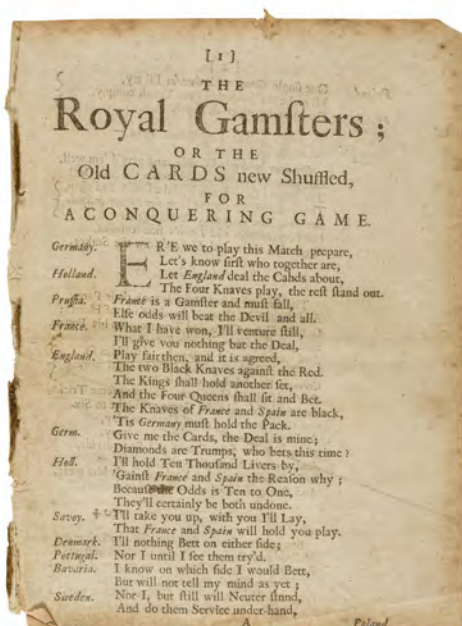 [1]
THE
Royal Gamſters;
OR THE
Old CARDS new Shuffled,
FOR
A CONQUERING GAME.
Germany. ER'E we to play this Match prepare,
Let's know firſt who together are,
Holland. Let England deal the Cahds about,
The Four Knaves play, the reſt ſtand out.
Pruſſia. France is a Gamſter and muſt fall,
Elſe odds will beat the Devil and all.
France. What I have won, I'll venture ſtill,
I'll give you nothing but the Deal,
England. Play fair then, and it is agreed,
The two Black Knaves againſt the Red.
The Kings ſhall hold another ſet,
And the Four Queens ſhall ſit and Bet.
The Knaves of France and Spain are black,
'Tis Germany muſt hold the Pack.
Germ. Give me the Cards, the Deal is mine;
Diamonds are Trumps, who bets this time?
Holl. I'll hold Ten Thouſand Livers by,
'Gainſt France and Spain the Reaſon why;
Becauſe the Odds is Ten to One,
They'll certainly be both undone.
Savoy. I'll take you up, with you I'll Lay,
That France and Spain will hold you play.
Denmark. I'll nothing Bett on either ſide;
Portugal. Nor I until I ſee them try'd.
Bavaria. I know on which ſide I would Bett,
But will not tell my mind as yet;
Sweden. Nor I, but ſtill will Neuter ſtand,
And do them Service under-hand,
A Poland